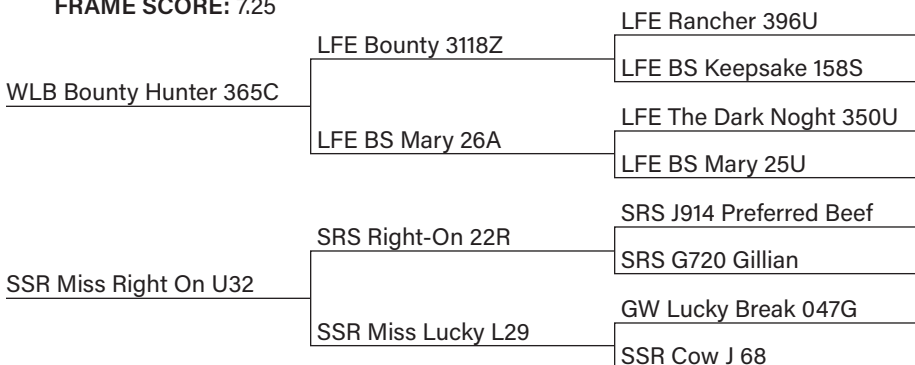 FRAME SCORE: 7.25
LFE Rancher 396U
LFE Bounty 3118Z
LFE BS Keepsake 158S
WLB Bounty Hunter 365C
LFE The Dark Noght 350U
LFE BS Mary 26A
LFE BS Mary 25U
SRS J914 Preferred Beef
SRS Right-On 22R
SRS G720 Gillian
SSR Miss Right On U32
GW Lucky Break 047G
SSR Miss Lucky L29
SSR Cow J 68